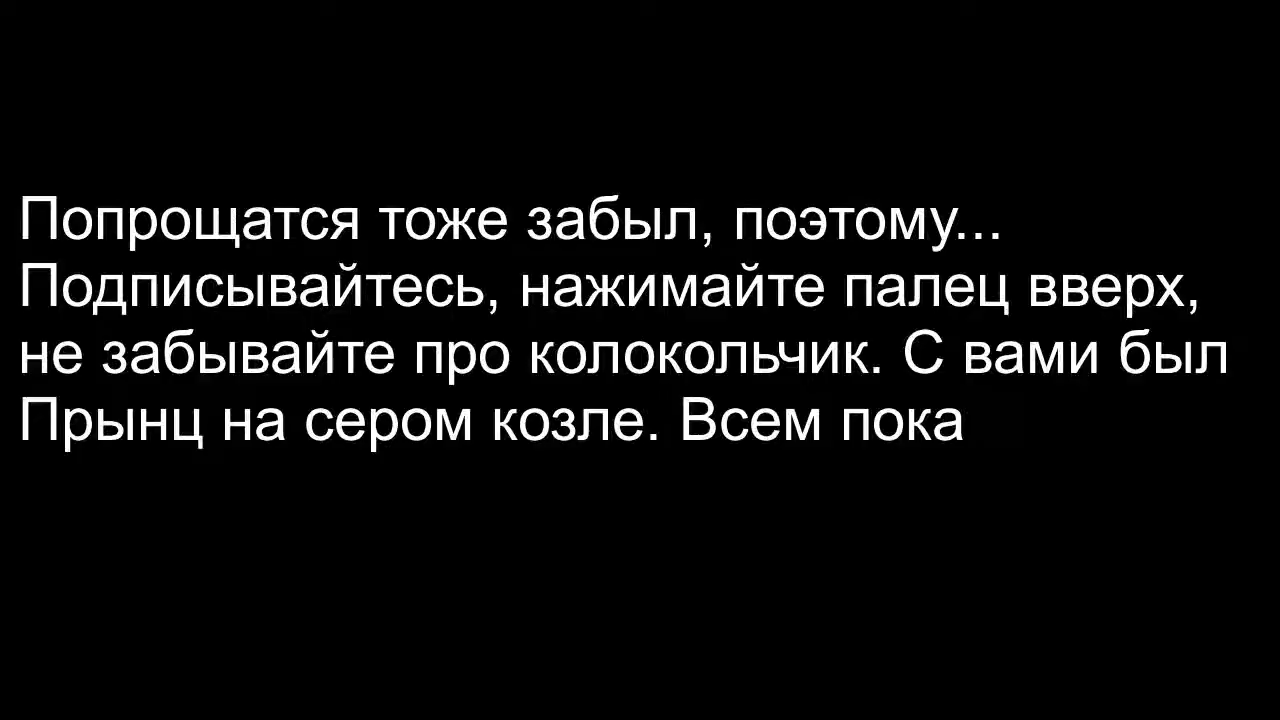 Попрощатся тоже забыл, поэтому...
Подписывайтесь, нажимайте палец вверх,
не забывайте про колокольчик. С вами был
Прынц на сером козле. Всем пока